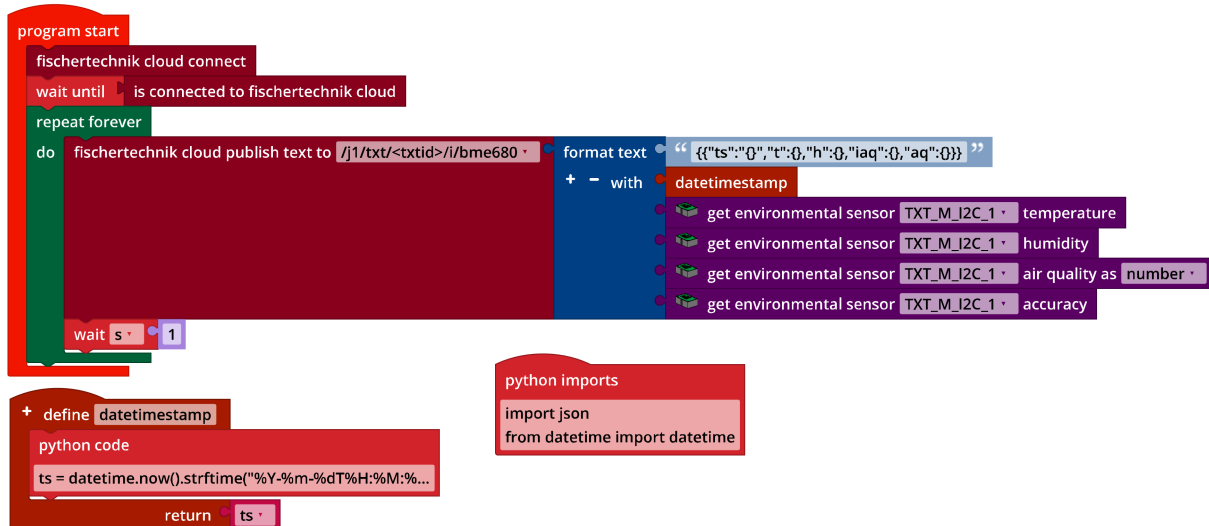 program start
fischertechnik cloud connect
wait until is connected to fischertechnik cloud
repeat forever
do fischertechnik cloud publish text to /j1/txt/<txtid>/i/bme680 format text “ {{"ts":"{}","t":{},"h":{},"iaq":{},"aq":{}}} ”
+ - with datetimestamp
get environmental sensor TXT_M_I2C_1 temperature
get environmental sensor TXT_M_I2C_1 humidity
get environmental sensor TXT_M_I2C_1 air quality as number
get environmental sensor TXT_M_I2C_1 accuracy
wait s 1
python imports
import json
from datetime import datetime
+ define datetimestamp
python code
ts = datetime.now().strftime("%Y-%m-%dT%H:%M:%...
return ts